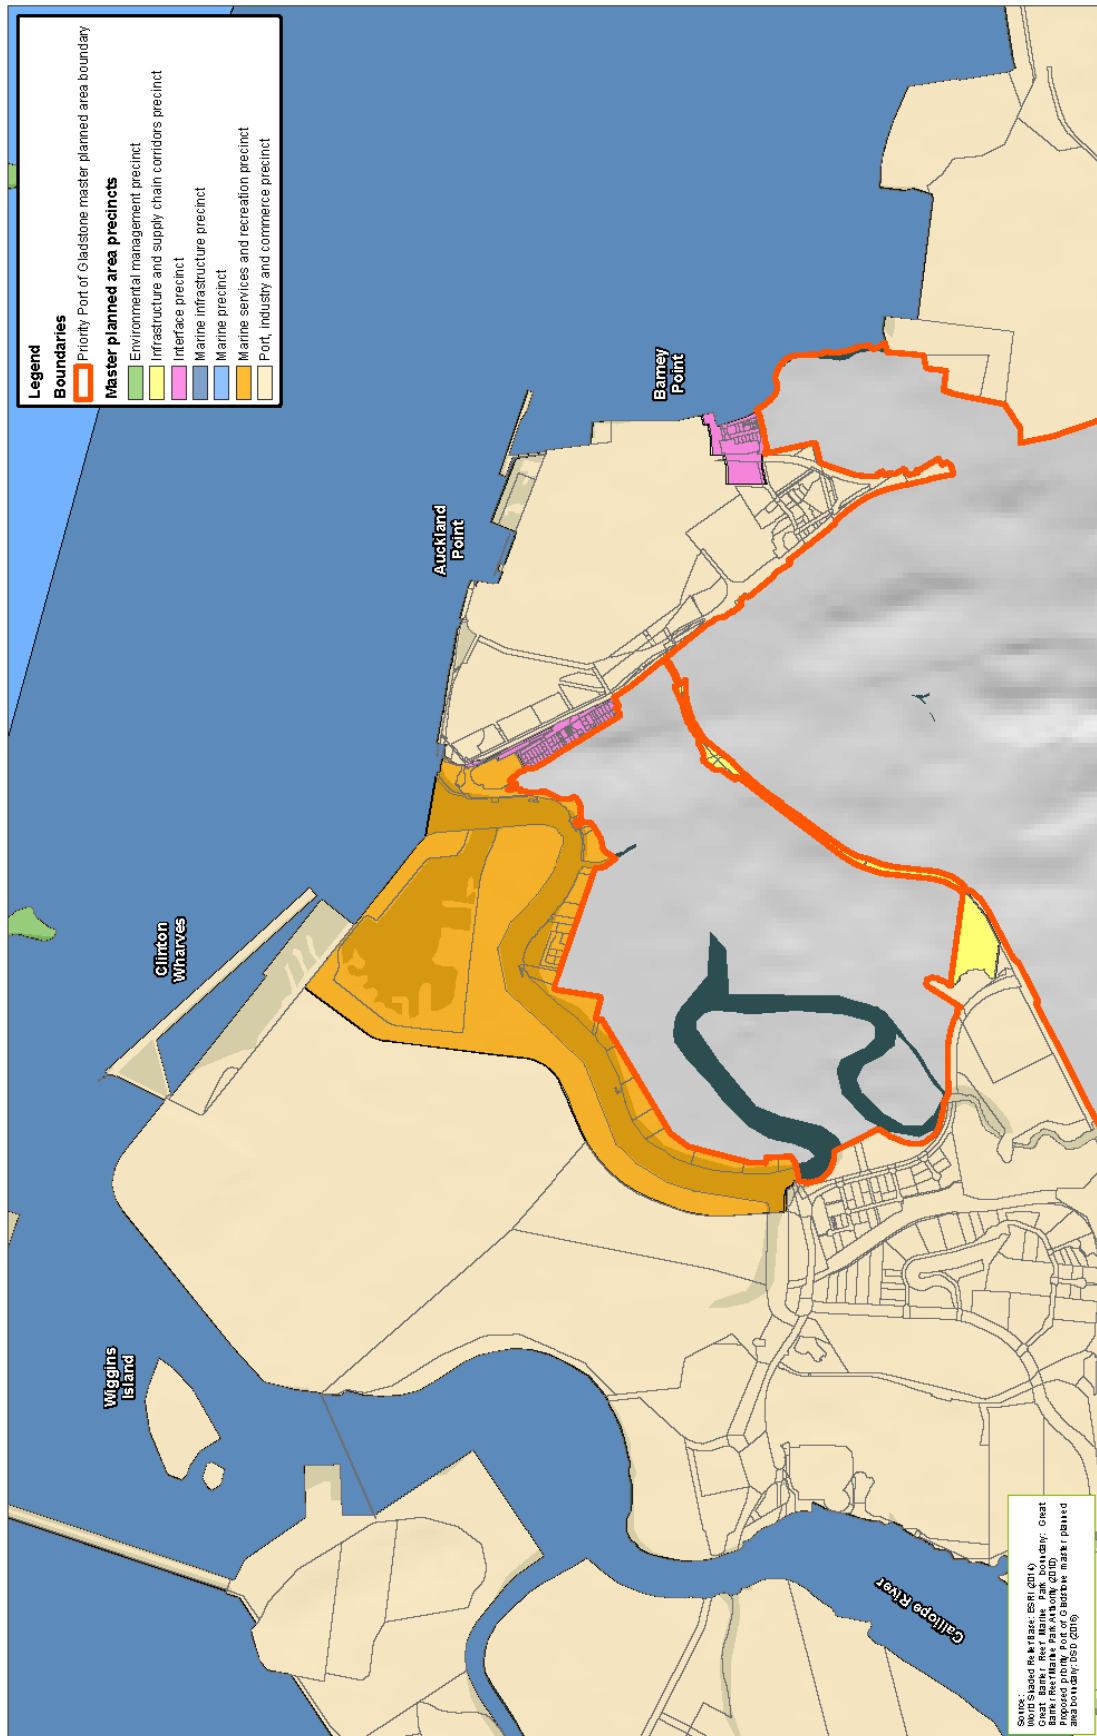 Legend
Boundaries
Priority Port of Gladstone master planned area boundary
Master planned area precincts
Environmental management precinct
Infrastructure and supply chain corridors precinct
Interface precinct
Marine infrastructure precinct
Marine precinct
Marine services and recreation precinct
Port, industry and commerce precinct
Wiggins
Island
Clinton
Wharves
Auckland
Point
Barney
Point
Calliope River
Source:
World Shaded Relief Base: ESRI (2014)
Great Barrier Reef Marine Park boundary: Great
Barrier Reef Marine Park Authority (2010)
Proposed priority Port of Gladstone master planned
area boundary: DSD (2016)